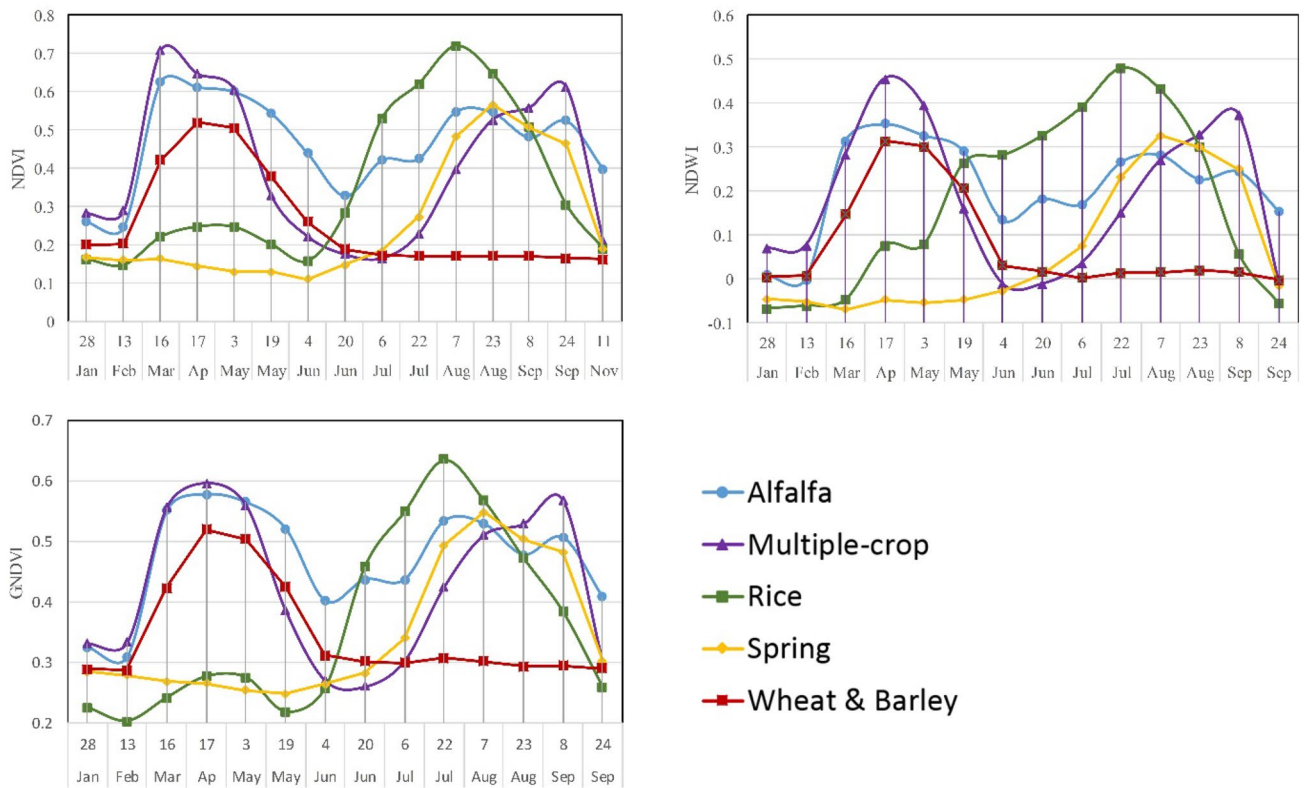 0.8
0.7
0.6
0.5
0.4
0.3
0.2
0.1
0
NDVI
28 13 16 17 3 19 4 20 6 22 7 23 8 24 11
Jan Feb Mar Ap May May Jun Jun Jul Jul Aug Aug Sep Sep Nov
0.6
0.5
0.4
0.3
0.2
0.1
0
-0.1
NDWI
28 13 16 17 3 19 4 20 6 22 7 23 8 24
Jan Feb Mar Ap May May Jun Jun Jul Jul Aug Aug Sep Sep
0.7
0.6
0.5
0.4
0.3
0.2
GNDVI
28 13 16 17 3 19 4 20 6 22 7 23 8 24
Jan Feb Mar Ap May May Jun Jun Jul Jul Aug Aug Sep Sep
Alfalfa
Multiple-crop
Rice
Spring
Wheat & Barley